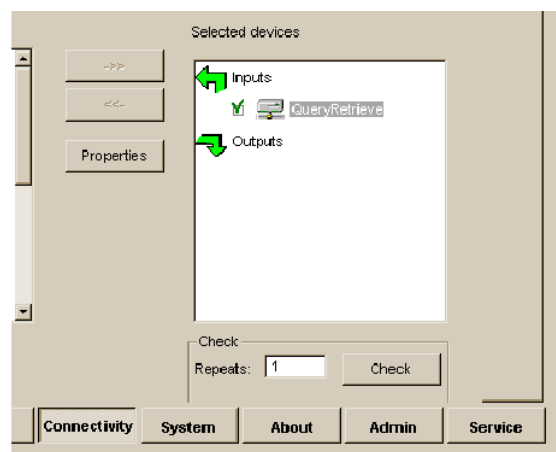 Selected devices
->>
Inputs
<<-
QueryRetrieve
Properties
Outputs
Check
Repeats: 1 Check
Connectivity System About Admin Service